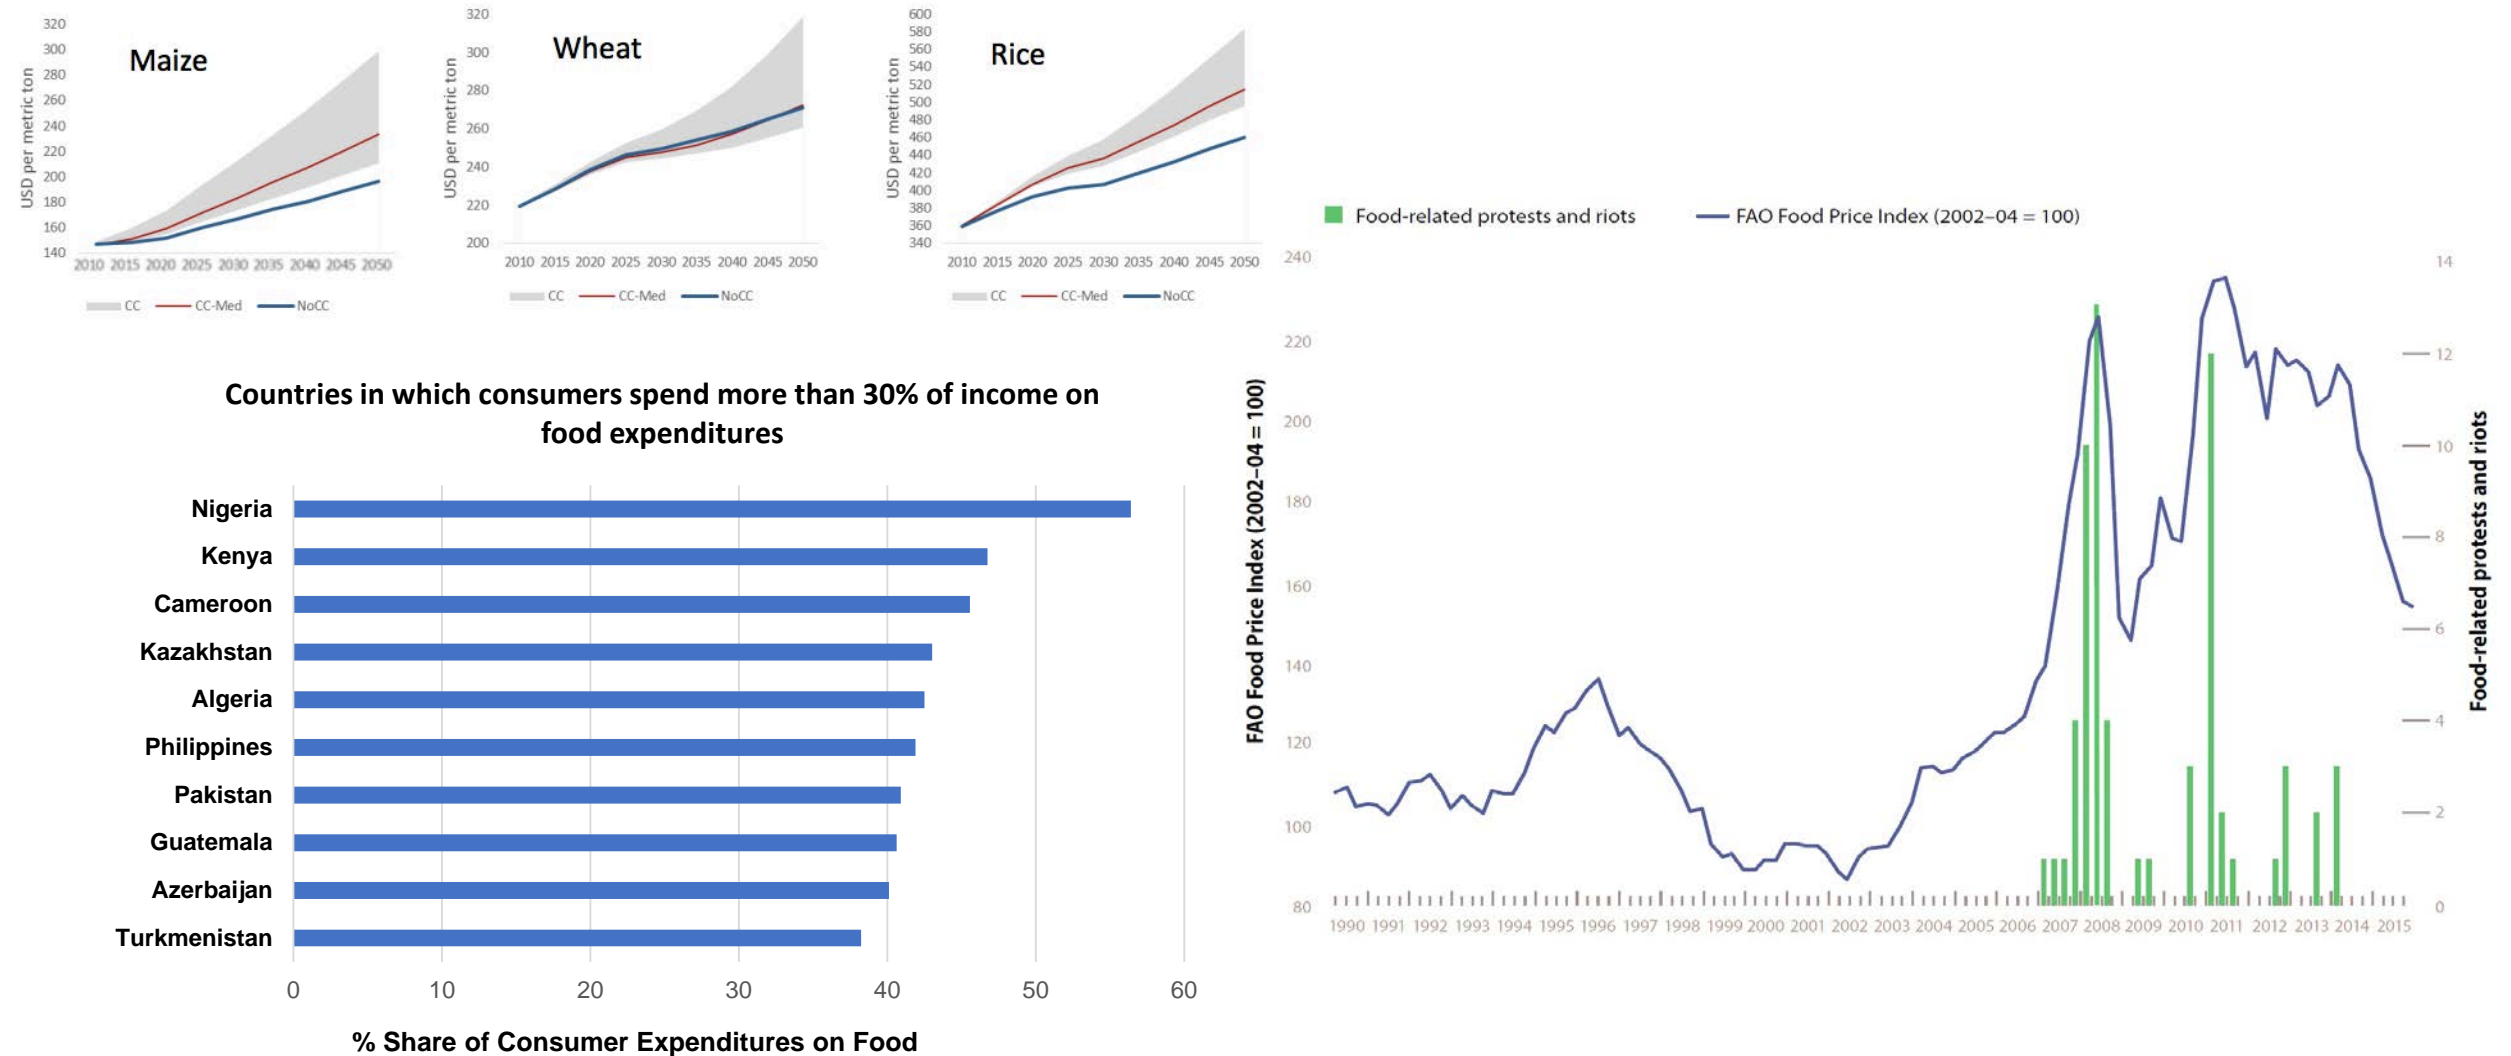 Maize
USD per metric ton
320
300
280
260
240
220
200
180
160
140
2010 2015 2020 2025 2030 2035 2040 2045 2050
CC CC-Med NoCC
Wheat
USD per metric ton
320
300
280
260
240
220
200
2010 2015 2020 2025 2030 2035 2040 2045 2050
CC CC-Med NoCC
Rice
USD per metric ton
600
580
560
540
520
500
480
460
440
420
400
380
360
340
2010 2015 2020 2025 2030 2035 2040 2045 2050
CC CC-Med NoCC
Countries in which consumers spend more than 30% of income on
food expenditures
Nigeria
Kenya
Cameroon
Kazakhstan
Algeria
Philippines
Pakistan
Guatemala
Azerbaijan
Turkmenistan
0 10 20 30 40 50 60
% Share of Consumer Expenditures on Food
Food-related protests and riots FAO Food Price Index (2002–04 = 100)
FAO Food Price Index (2002–04 = 100)
240
220
200
180
160
140
120
100
80
14
12
10
8
6
4
2
0
Food-related protests and riots
1990 1991 1992 1993 1994 1995 1996 1997 1998 1999 2000 2001 2002 2003 2004 2005 2006 2007 2008 2009 2010 2011 2012 2013 2014 2015